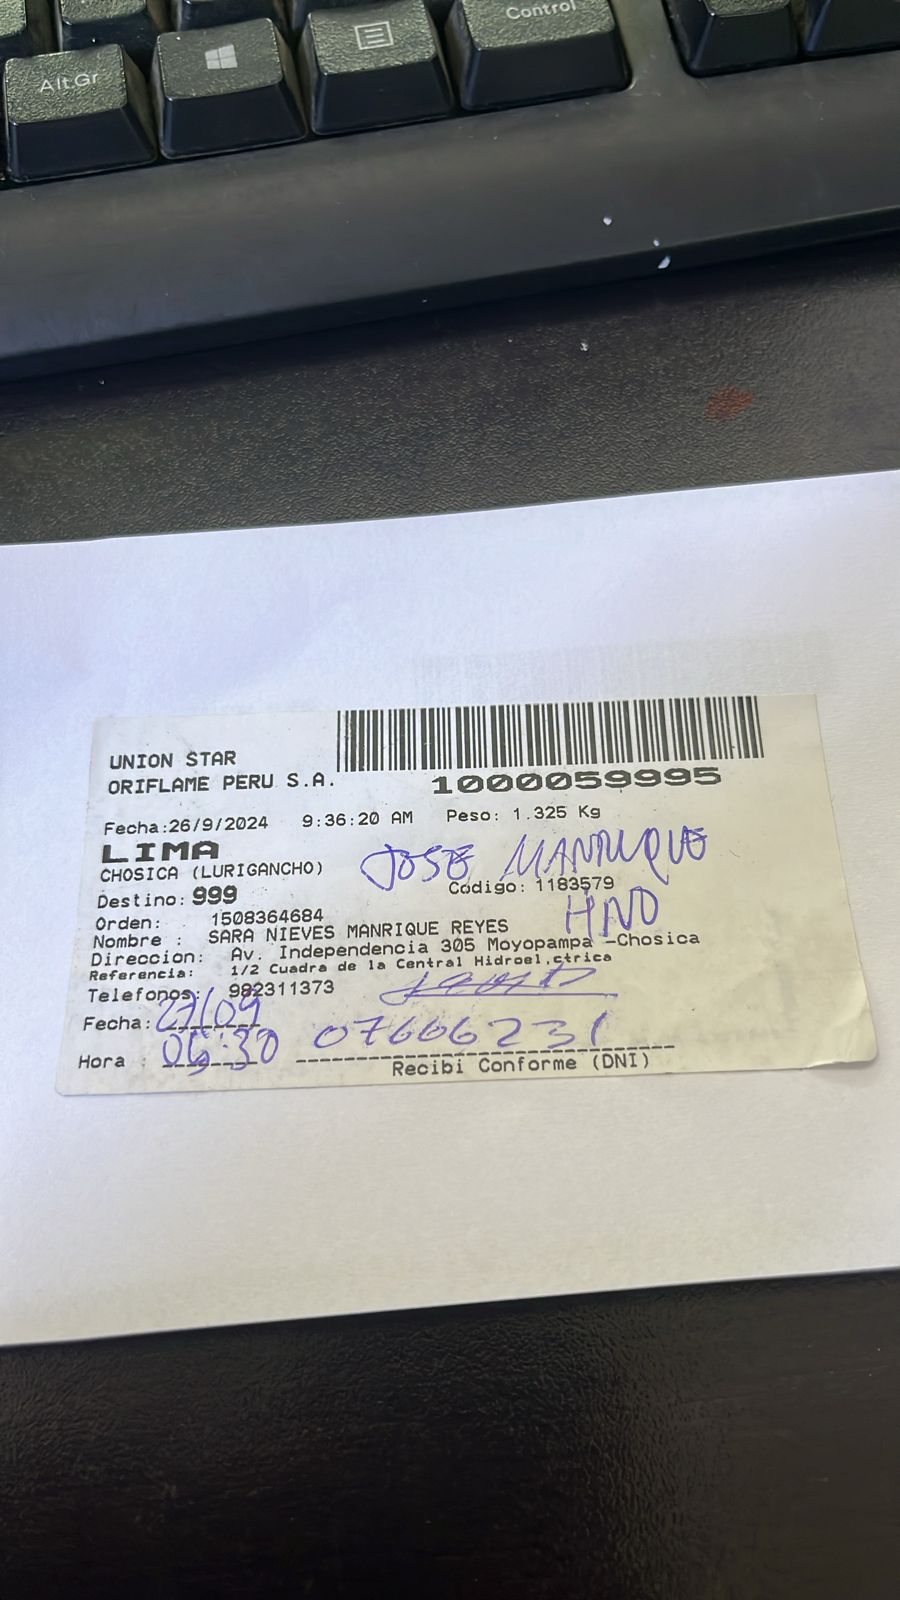 Alt.Gr
Control
UNION STAR
ORIFLAME PERU S.A.
1000059995
Fecha:26/9/2024 9:36:20 AM Peso: 1.325 Kg
LIMA
JOSE MANRIQUE
CHOSICA (LURIGANCHO)
Codigo: 1183579
Destino: 999
HNO
Orden: 1508364684
Nombre : SARA NIEVES MANRIQUE REYES
Direccion: Av. Independencia 305 Moyopampa -Chosica
Referencia: 1/2 Cuadra de la Central Hidroel,ctrica
Telefonos: 982311373
Fecha: 27/09
07606231
Hora :
Recibi Conforme (DNI)